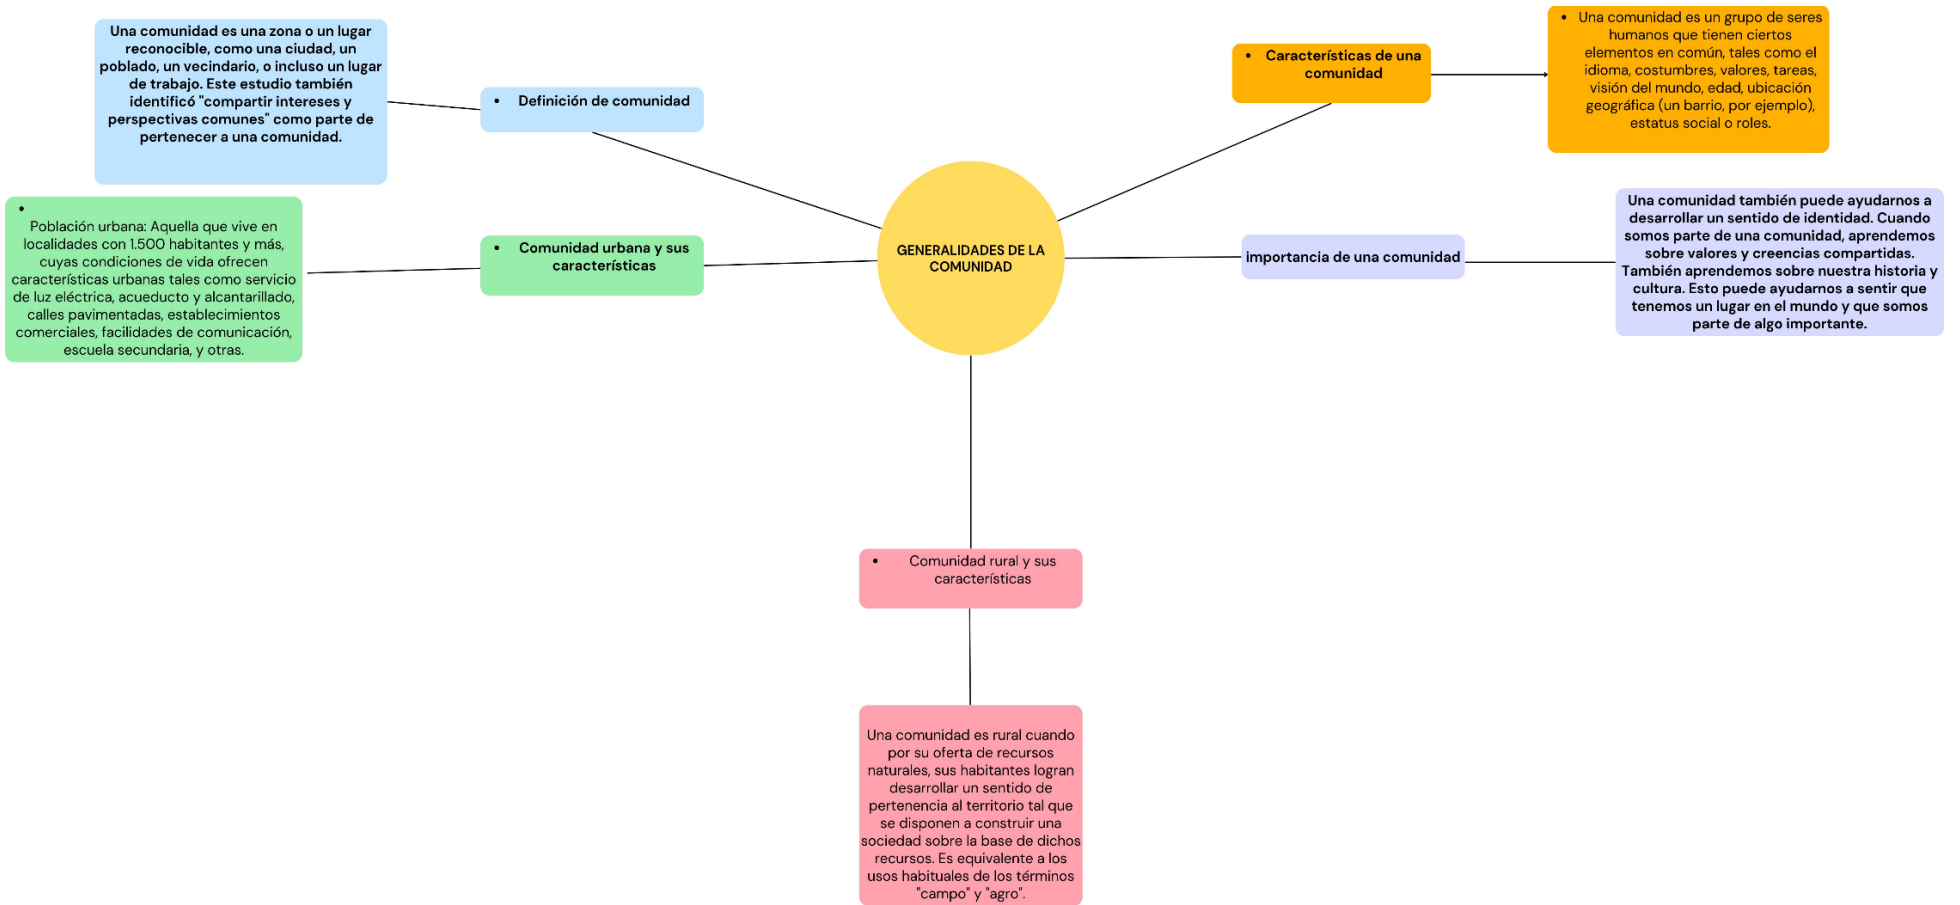 Una comunidad es una zona o un lugar
reconocible, como una ciudad, un
poblado, un vecindario, o incluso un lugar
de trabajo. Este estudio también
identificó "compartir intereses y
perspectivas comunes" como parte de
pertenecer a una comunidad.
• Definición de comunidad
• Características de una
comunidad
• Una comunidad es un grupo de seres
humanos que tienen ciertos
elementos en común, tales como el
idioma, costumbres, valores, tareas,
visión del mundo, edad, ubicación
geográfica (un barrio, por ejemplo),
estatus social o roles.
•
Población urbana: Aquella que vive en
localidades con 1.500 habitantes y más,
cuyas condiciones de vida ofrecen
características urbanas tales como servicio
de luz eléctrica, acueducto y alcantarillado,
calles pavimentadas, establecimientos
comerciales, facilidades de comunicación,
escuela secundaria, y otras.
• Comunidad urbana y sus
características
GENERALIDADES DE LA
COMUNIDAD
importancia de una comunidad
Una comunidad también puede ayudarnos a
desarrollar un sentido de identidad. Cuando
somos parte de una comunidad, aprendemos
sobre valores y creencias compartidas.
También aprendemos sobre nuestra historia y
cultura. Esto puede ayudarnos a sentir que
tenemos un lugar en el mundo y que somos
parte de algo importante.
• Comunidad rural y sus
características
Una comunidad es rural cuando
por su oferta de recursos
naturales, sus habitantes logran
desarrollar un sentido de
pertenencia al territorio tal que
se disponen a construir una
sociedad sobre la base de dichos
recursos. Es equivalente a los
usos habituales de los términos
"campo" y "agro".